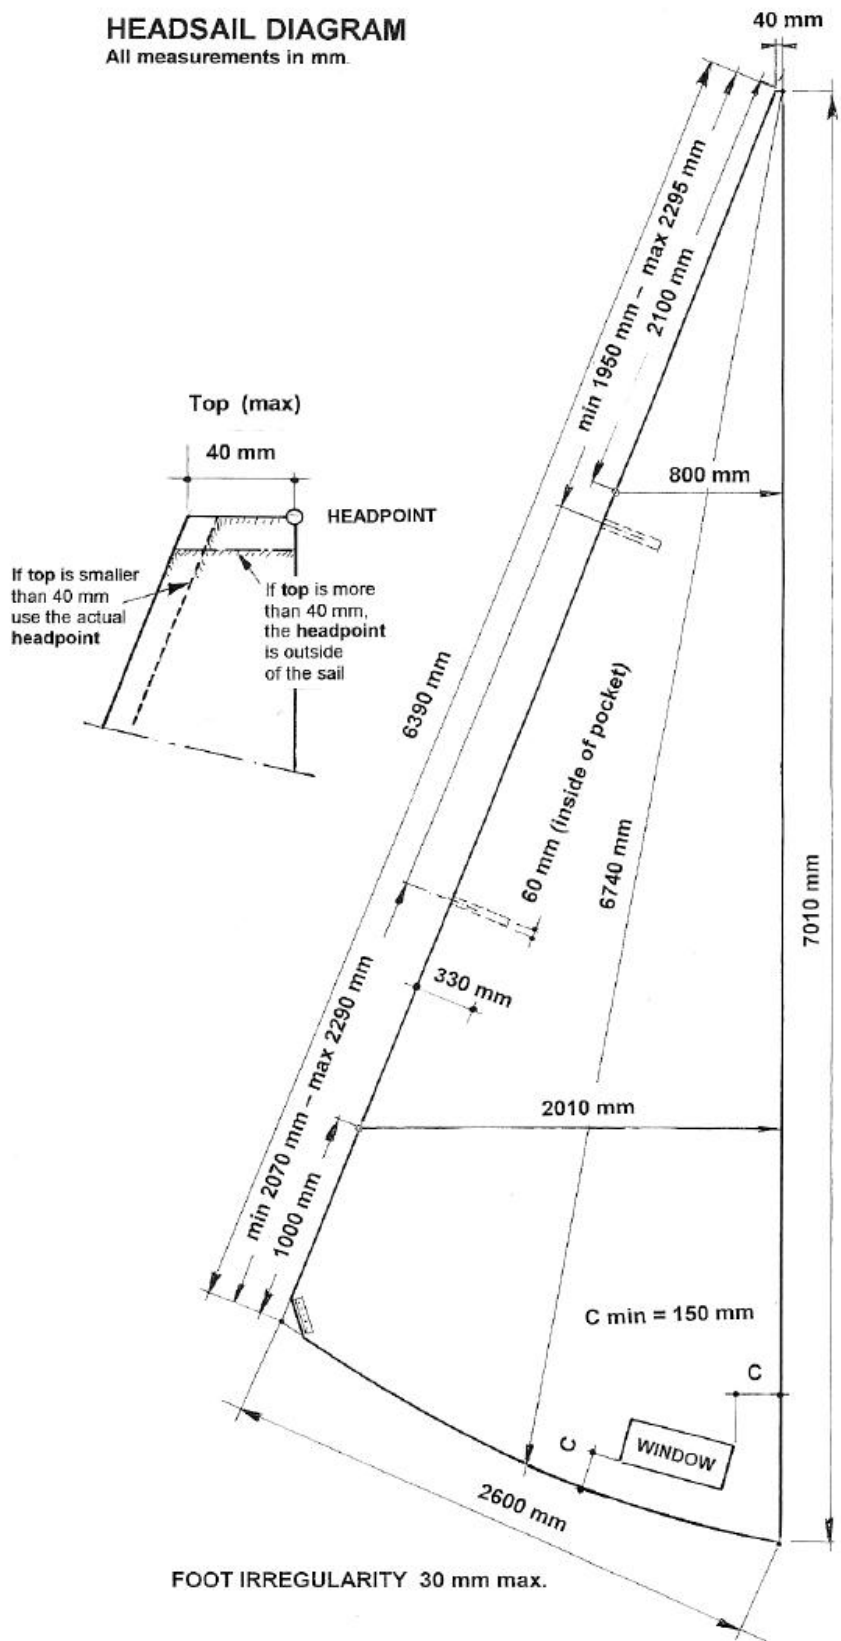 HEADSAIL DIAGRAM
All measurements in mm.
40 mm
min 1950 mm – max 2295 mm
2100 mm
Top (max)
40 mm
HEADPOINT
800 mm
If top is smaller
than 40 mm
use the actual
headpoint
If top is more
than 40 mm,
the headpoint
is outside
of the sail
6390 mm
60 mm (inside of pocket)
6740 mm
7010 mm
330 mm
min 2070 mm – max 2290 mm
2010 mm
1000 mm
C min = 150 mm
C
C
WINDOW
2600 mm
FOOT IRREGULARITY 30 mm max.